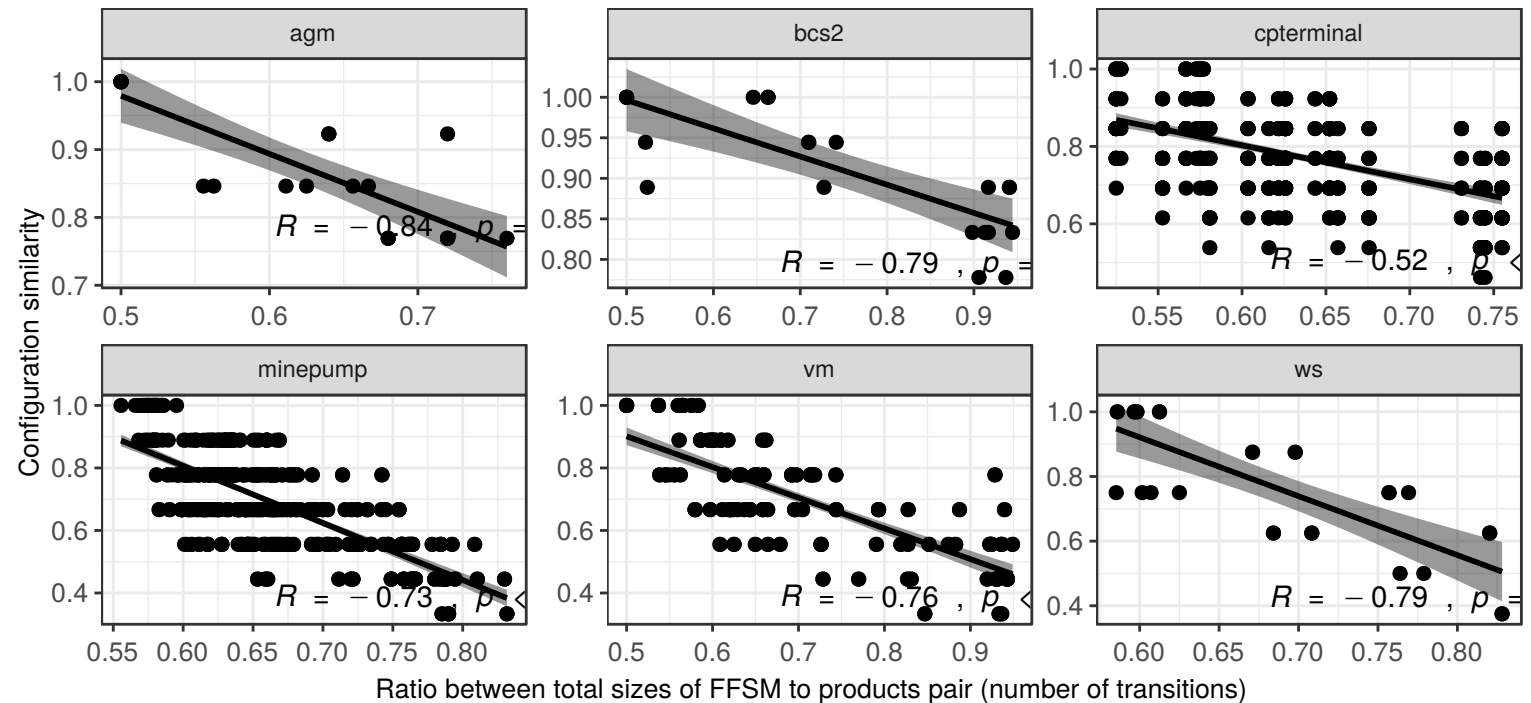 agm
bcs2
cpterminal
Configuration similarity
1.0
0.9
0.8
0.7
R = −0.84 , p =
0.5 0.6 0.7
1.00
0.95
0.90
0.85
0.80
R = −0.79 , p =
0.5 0.6 0.7 0.8 0.9
1.0
0.8
0.6
R = −0.52 , p <
0.55 0.60 0.65 0.70 0.75
minepump
vm
ws
1.0
0.8
0.6
0.4
R = −0.73 , p <
0.55 0.60 0.65 0.70 0.75 0.80
1.0
0.8
0.6
0.4
R = −0.76 , p <
0.5 0.6 0.7 0.8 0.9
1.0
0.8
0.6
0.4
R = −0.79 , p =
0.60 0.65 0.70 0.75 0.80
Ratio between total sizes of FFSM to products pair (number of transitions)